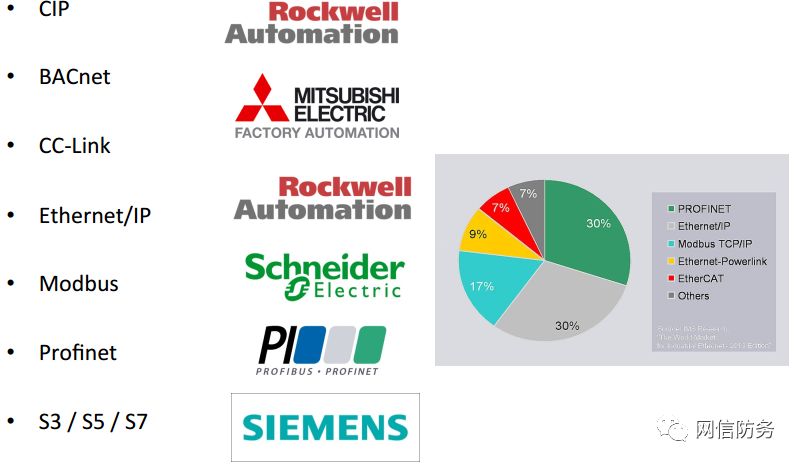 • CIP
Rockwell
Automation
• BACnet
MITSUBISHI
ELECTRIC
FACTORY AUTOMATION
• CC-Link
• Ethernet/IP
Rockwell
Automation
• Modbus
Schneider
Electric
• Profinet
PI
PROFIBUS • PROFINET
• S3 / S5 / S7
SIEMENS
30%
30%
17%
9%
7%
7%
PROFINET
Ethernet/IP
Modbus TCP/IP
Ethernet-Powerlink
EtherCAT
Others
Source: IMS Research
"The World Market
for Industrial Ethernet - 2013 Edition"
网信防务